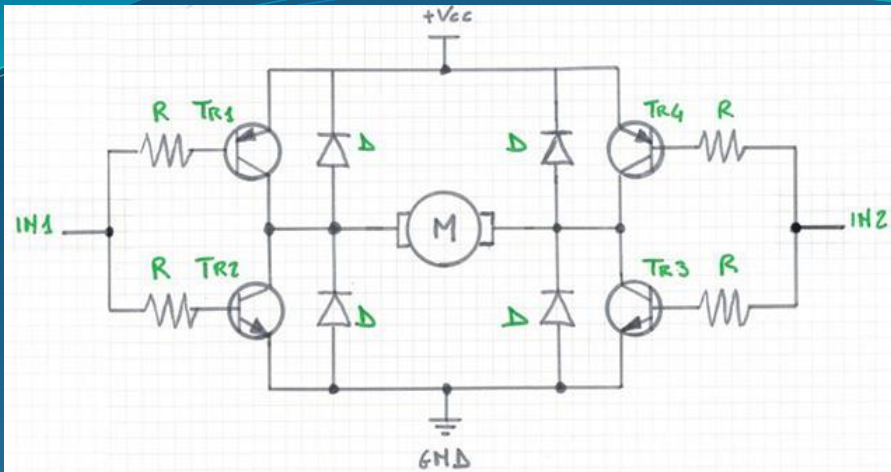 +Vcc
R TR1
TR4 R
D
D
M
IN1
IN2
R TR2
TR3 R
D
D
GND